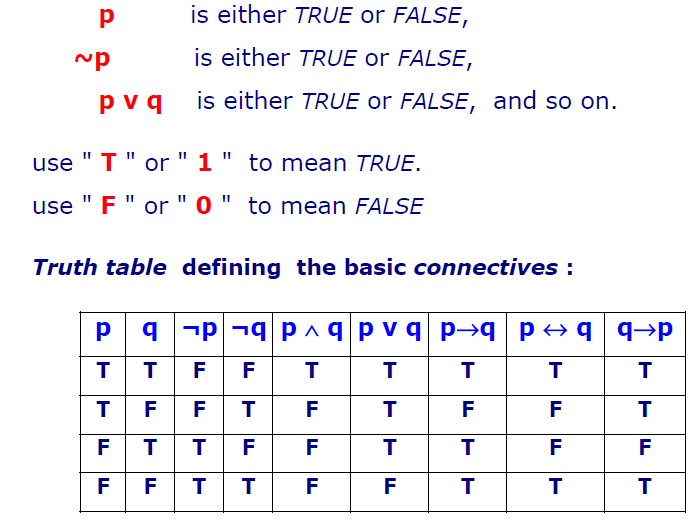 p is either TRUE or FALSE,
~p is either TRUE or FALSE,
p v q is either TRUE or FALSE, and so on.
use " T " or " 1 " to mean TRUE.
use " F " or " 0 " to mean FALSE
Truth table defining the basic connectives :
p q ¬p ¬q p ∧ q p v q p→q p ↔ q q→p
T T F F T T T T T
T F F T F T F F T
F T T F F T T F F
F F T T F F T T T